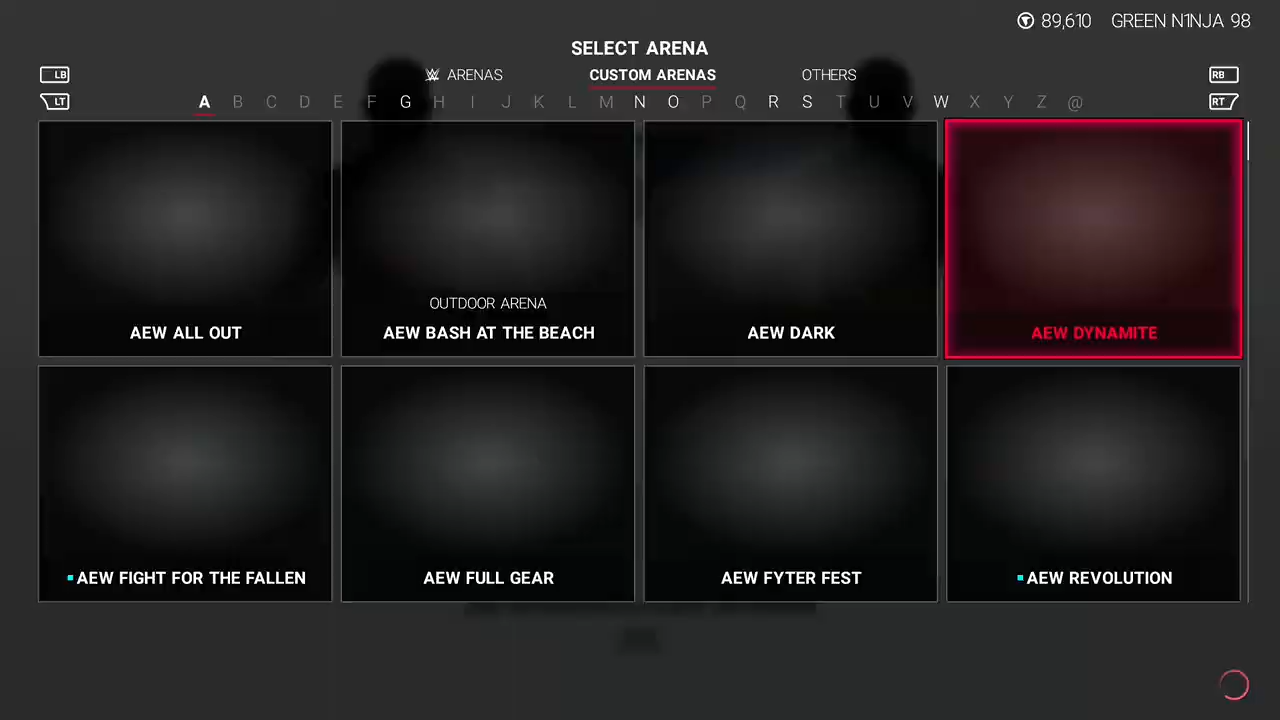 89,610 GREEN N1NJA 98
SELECT ARENA
LB ARENAS CUSTOM ARENAS OTHERS RB
LT A B C D E F G H I J K L M N O P Q R S T U V W X Y Z @ RT
OUTDOOR ARENA
AEW ALL OUT AEW BASH AT THE BEACH AEW DARK AEW DYNAMITE
AEW FIGHT FOR THE FALLEN AEW FULL GEAR AEW FYTER FEST AEW REVOLUTION